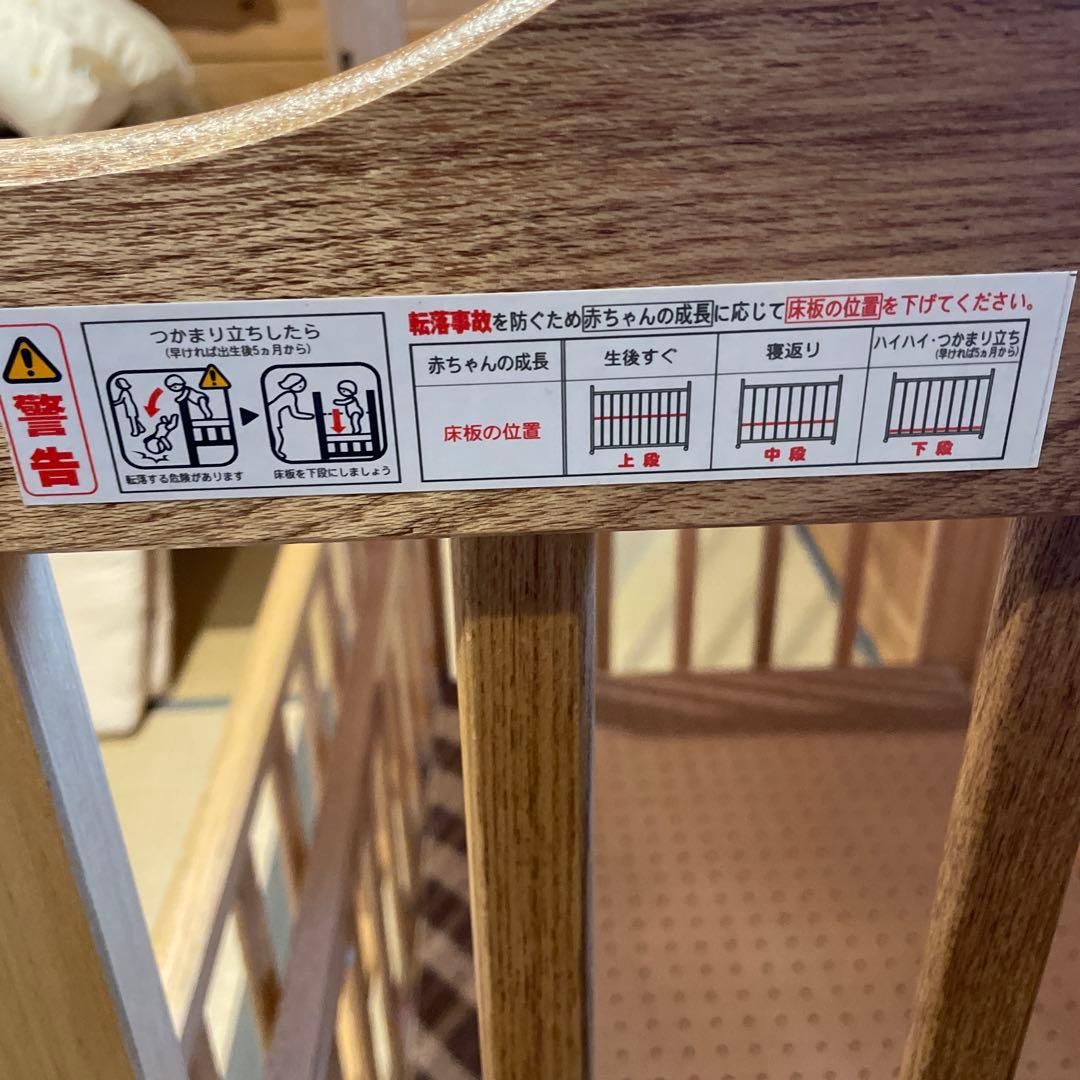 警告
つかまり立ちしたら
(早ければ出生後5ヵ月から)
転落する危険があります
床板を下段にしましょう
転落事故を防ぐため赤ちゃんの成長に応じて床板の位置を下げてください。
赤ちゃんの成長
生後すぐ
寝返り
ハイハイ・つかまり立ち
(早ければ5ヵ月から)
床板の位置
上段
中段
下段